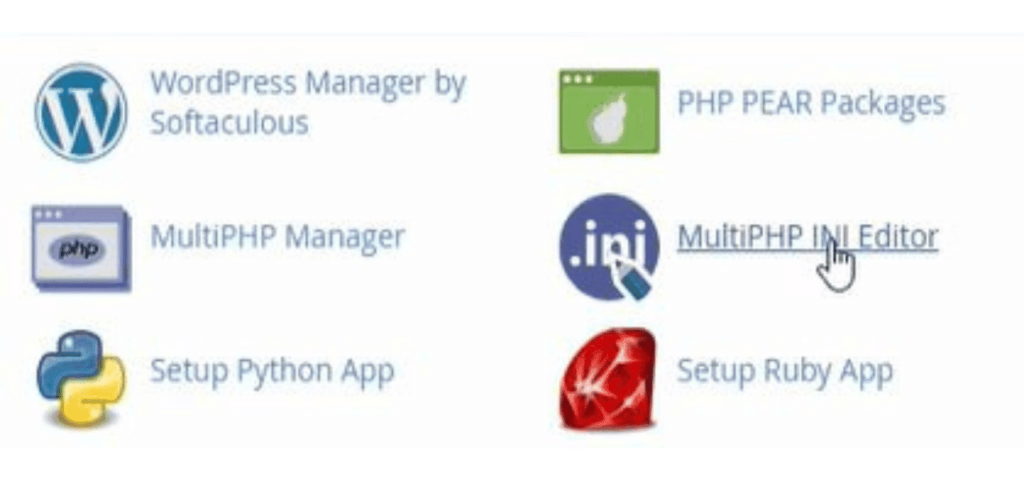 WordPress Manager by
Softaculous
PHP PEAR Packages
php
MultiPHP Manager
.ini
MultiPHP INI Editor
Setup Python App
Setup Ruby App